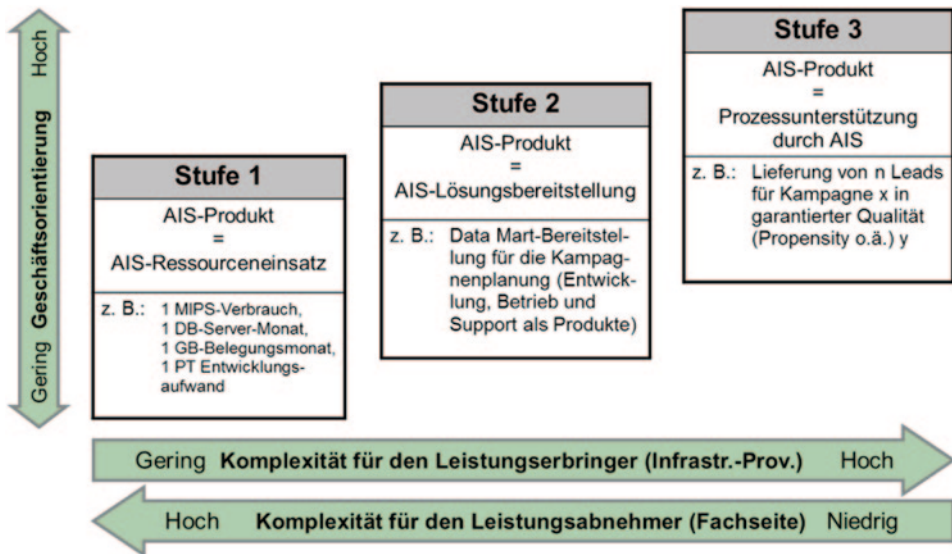 Hoch
Geschäftsorientierung
Gering
Stufe 1
AIS-Produkt
=
AIS-Ressourceneinsatz
z. B.: 1 MIPS-Verbrauch,
1 DB-Server-Monat,
1 GB-Belegungsmonat,
1 PT Entwicklungs-
aufwand
Stufe 2
AIS-Produkt
=
AIS-Lösungsbereitstellung
z. B.: Data Mart-Bereitstel-
lung für die Kampag-
nenplanung (Entwick-
lung, Betrieb und
Support als Produkte)
Stufe 3
AIS-Produkt
=
Prozessunterstützung
durch AIS
z. B.: Lieferung von n Leads
für Kampagne x in
garantierter Qualität
(Propensity o.ä.) y
Gering Komplexität für den Leistungserbringer (Infrastr.-Prov.) Hoch
Hoch Komplexität für den Leistungsabnehmer (Fachseite) Niedrig